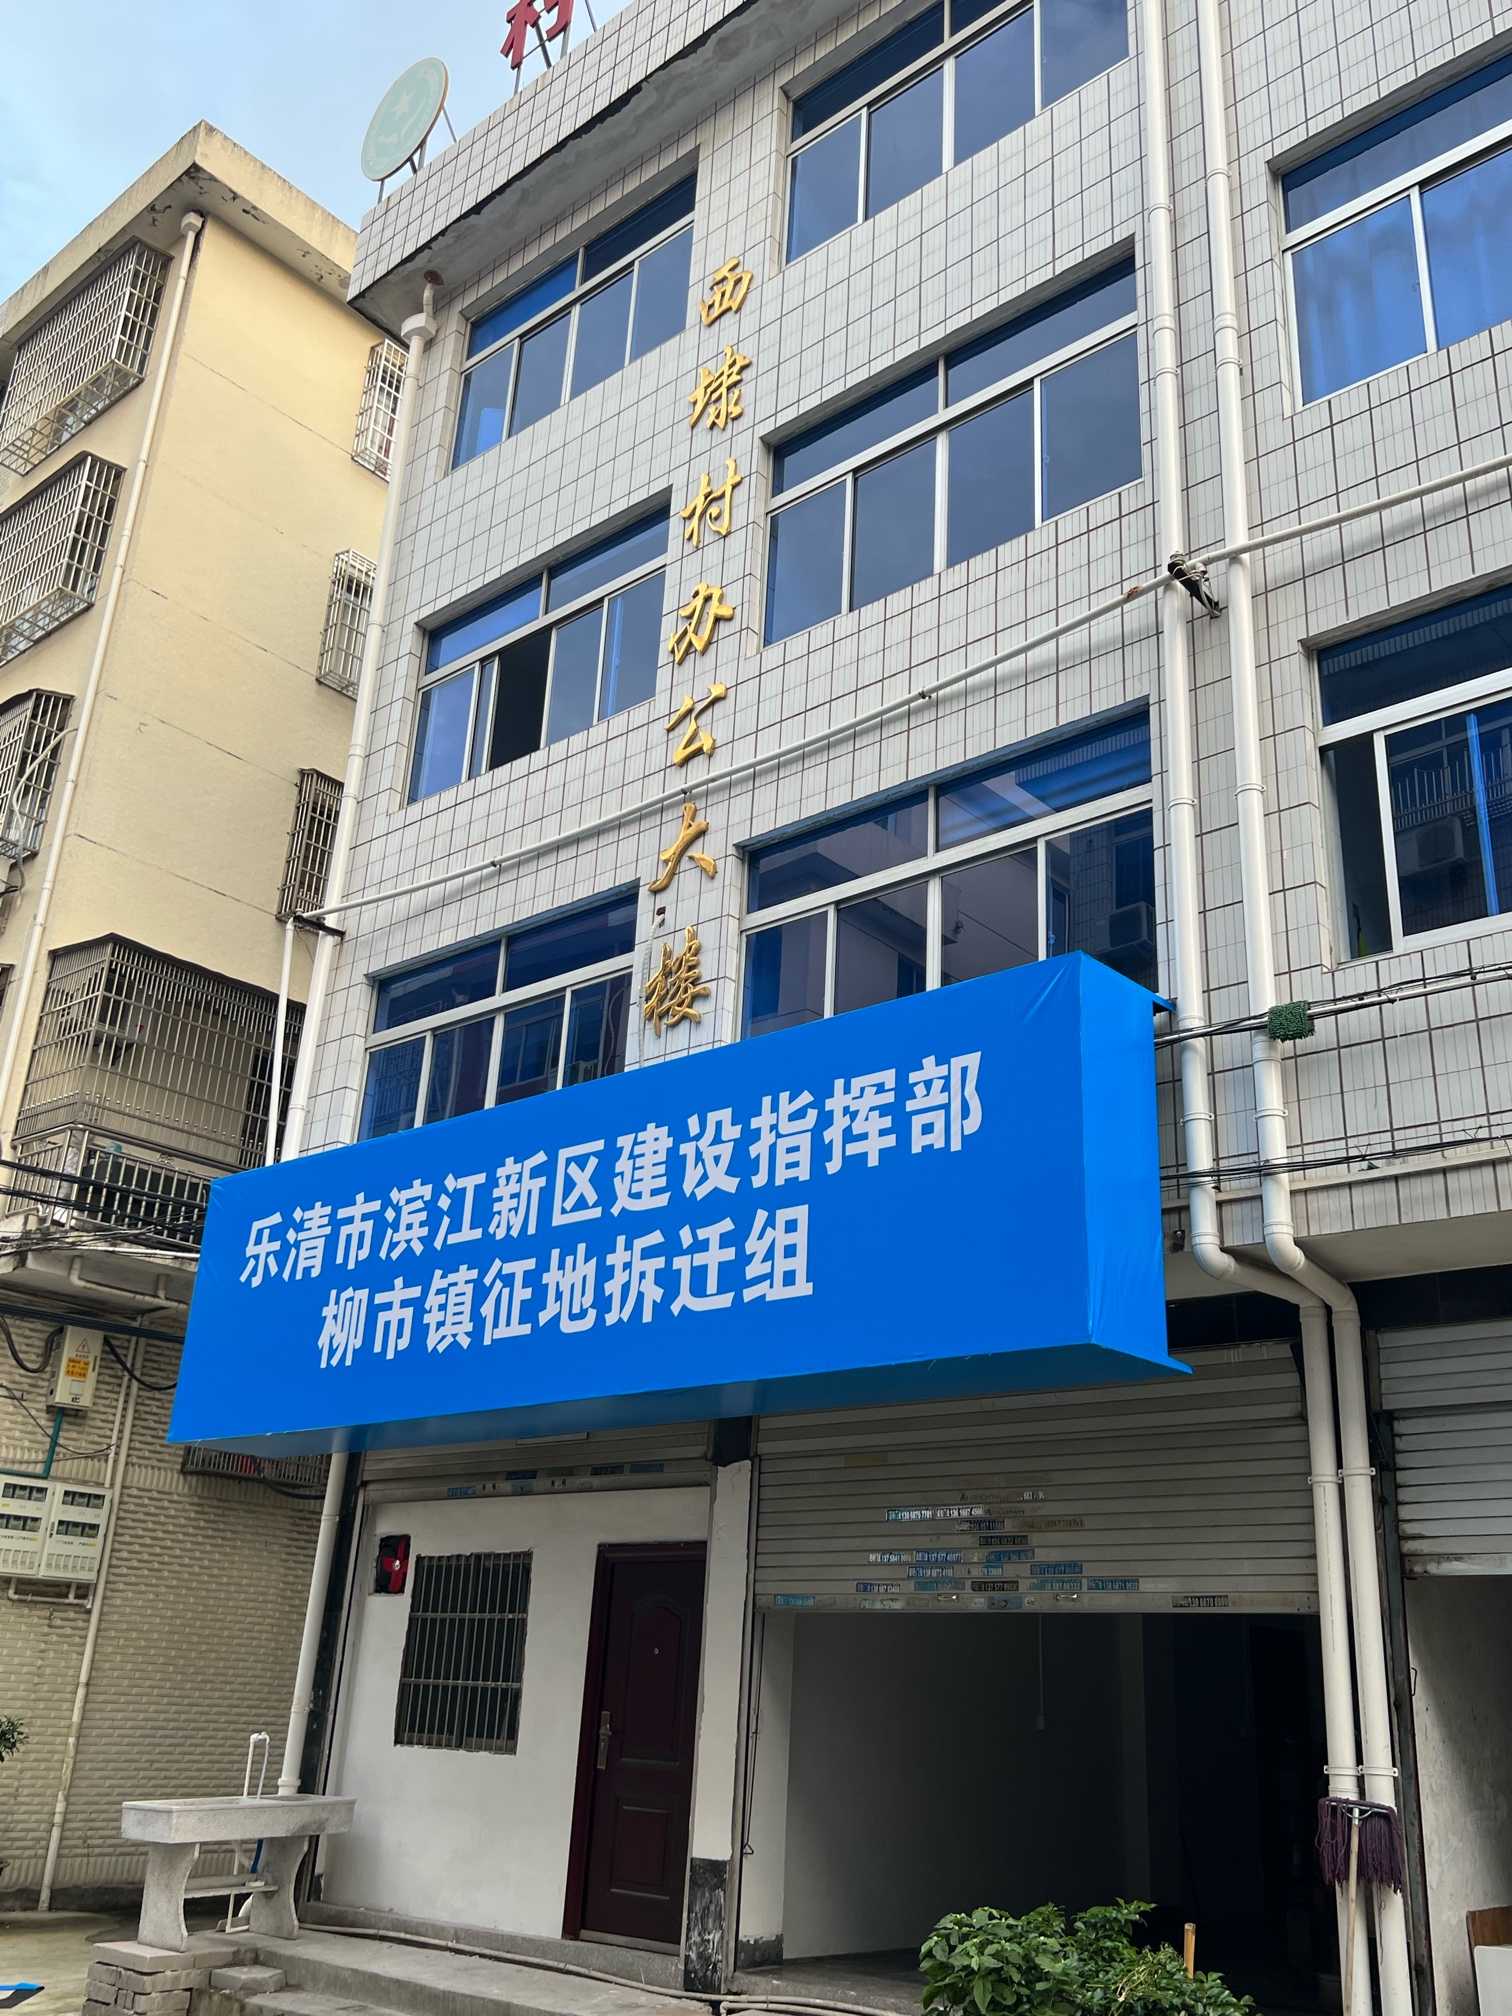 村
西埭村办公大楼
乐清市滨江新区建设指挥部
柳市镇征地拆迁组